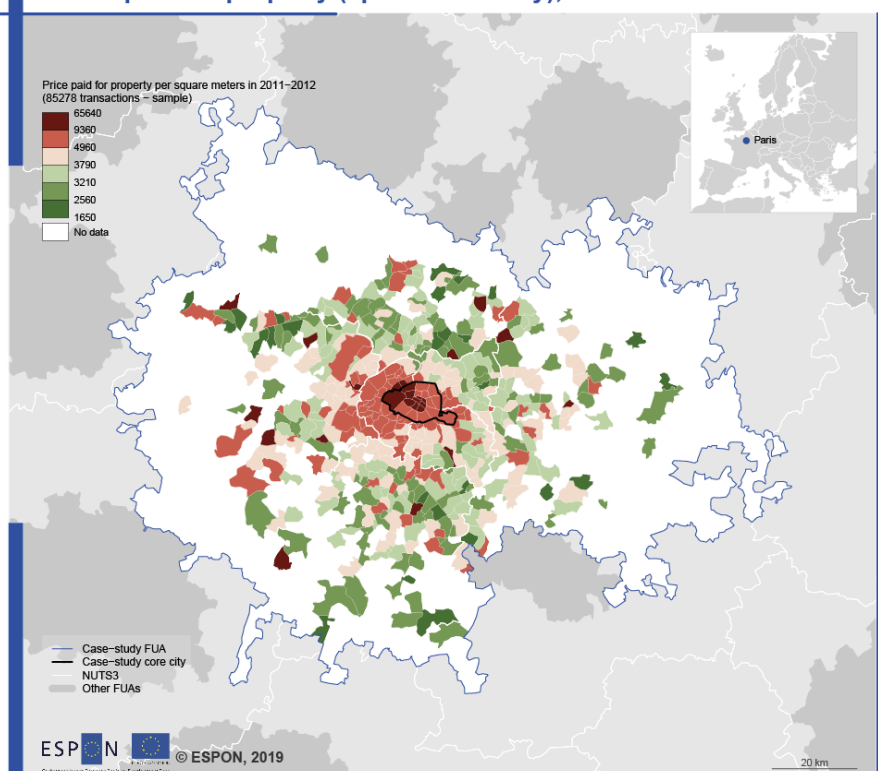 Price paid for property per square meters in 2011−2012
(85278 transactions − sample)
65640
9360
4960
3790
3210
2560
1650
No data
Paris
Case−study FUA
Case−study core city
NUTS3
Other FUAs
ESPON
© ESPON, 2019
20 km